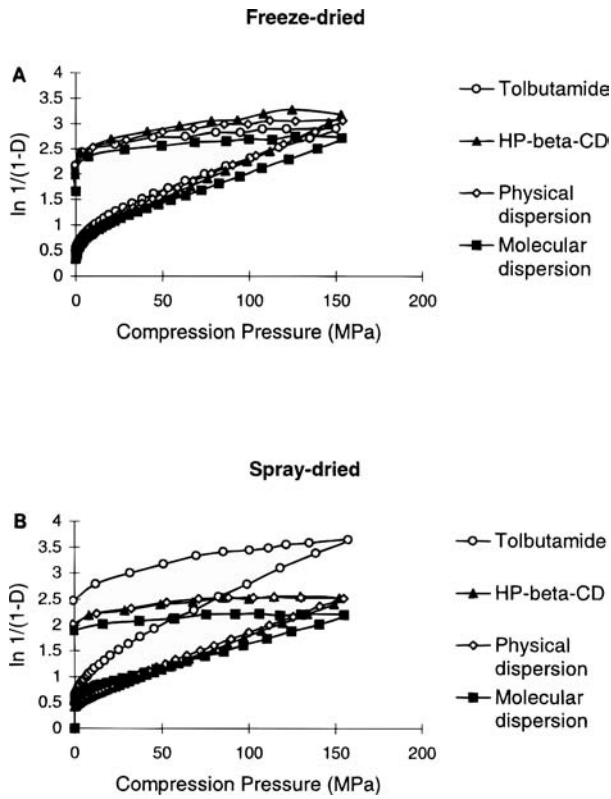 Freeze-dried
A
ln 1/(1-D)
4
3.5
3
2.5
2
1.5
1
0.5
0
0
50
100
150
200
Compression Pressure (MPa)
Tolbutamide
HP-beta-CD
Physical
dispersion
Molecular
dispersion
Spray-dried
B
ln 1/(1-D)
4
3.5
3
2.5
2
1.5
1
0.5
0
0
50
100
150
200
Compression Pressure (MPa)
Tolbutamide
HP-beta-CD
Physical
dispersion
Molecular
dispersion